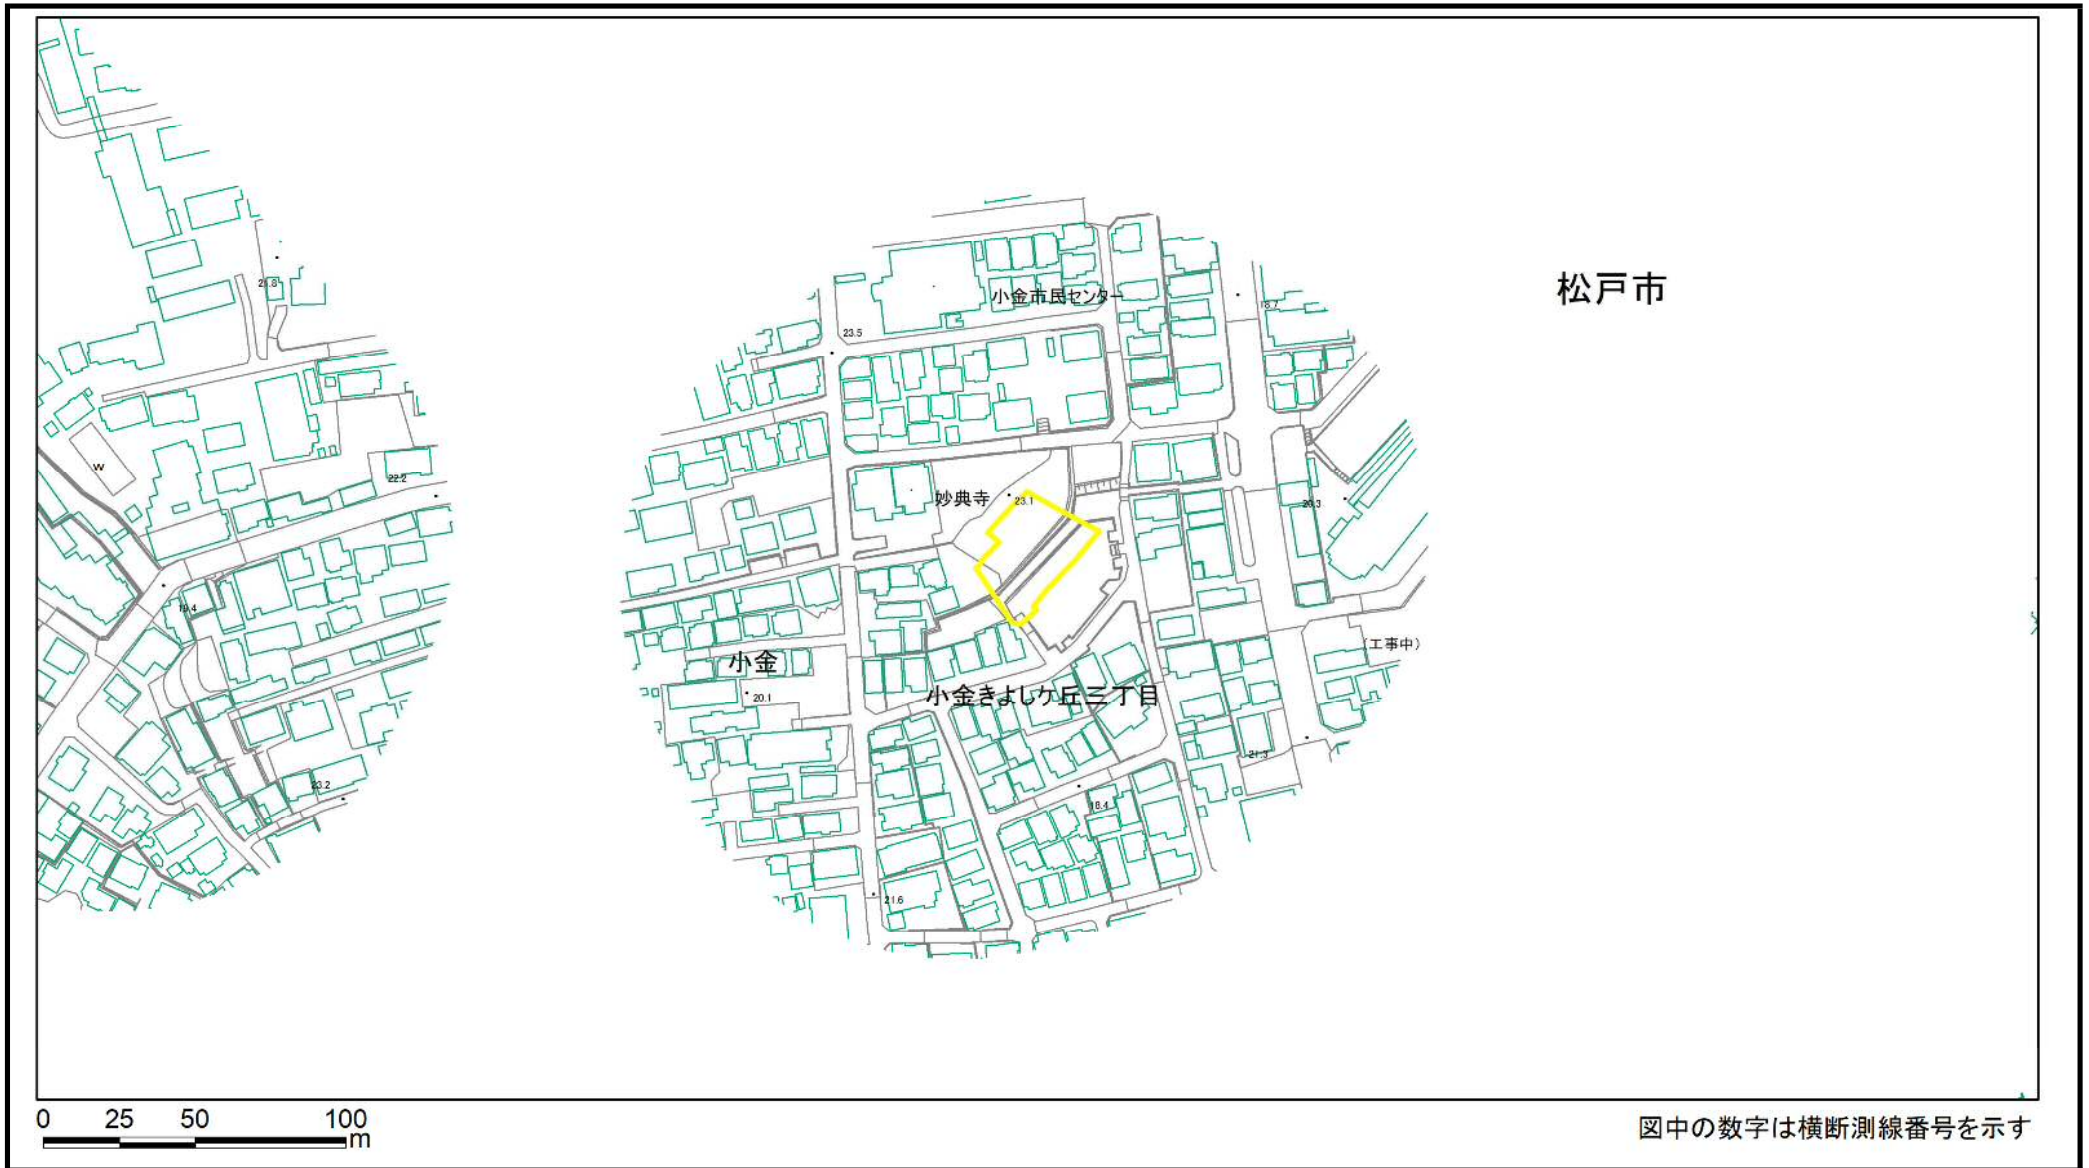 松戸市
21.8
小金市民センター
18.7
23.5
W
22.2
妙典寺
23.1
20.3
19.4
(工事中)
小金
20.1
小金きよしケ丘三丁目
21.3
23.2
18.4
21.6
0 25 50 100
m
図中の数字は横断測線番号を示す